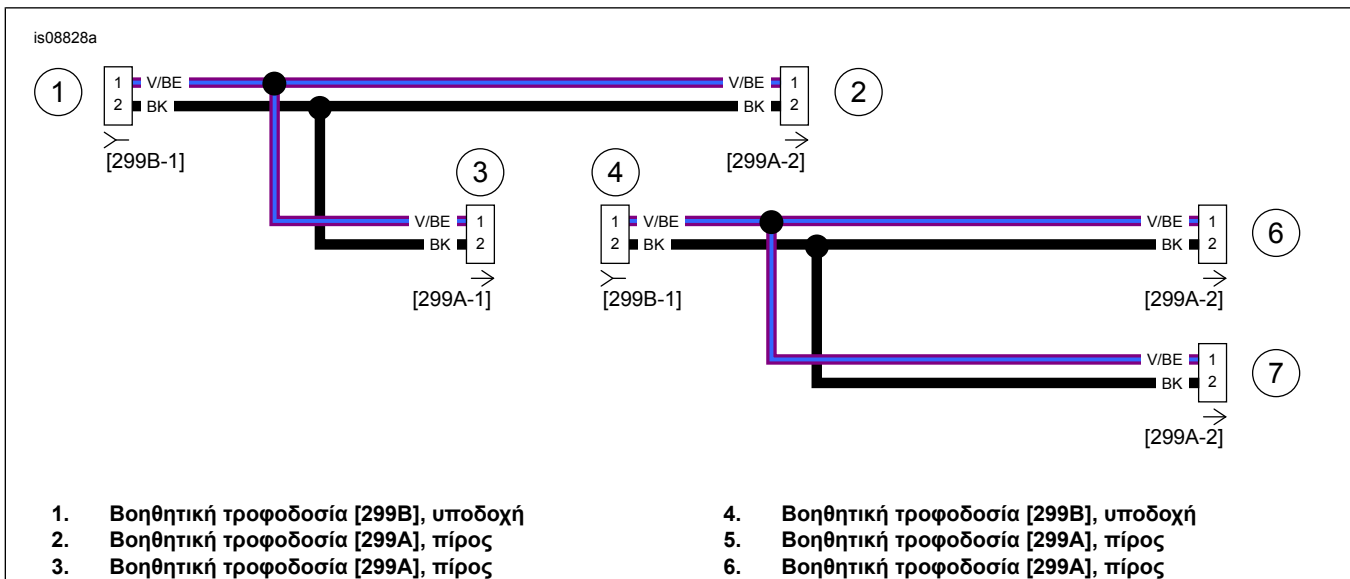 is08828a
1
1 V/BE V/BE 1
2 BK BK 2
2
[299B-1]
[299A-2]
3
4
V/BE 1
BK 2
[299A-1]
1 V/BE V/BE 1
2 BK BK 2
6
[299B-1]
[299A-2]
V/BE 1
BK 2
7
[299A-2]
1. Βοηθητική τροφοδοσία [299B], υποδοχή
2. Βοηθητική τροφοδοσία [299A], πίρος
3. Βοηθητική τροφοδοσία [299A], πίρος
4. Βοηθητική τροφοδοσία [299B], υποδοχή
5. Βοηθητική τροφοδοσία [299A], πίρος
6. Βοηθητική τροφοδοσία [299A], πίρος